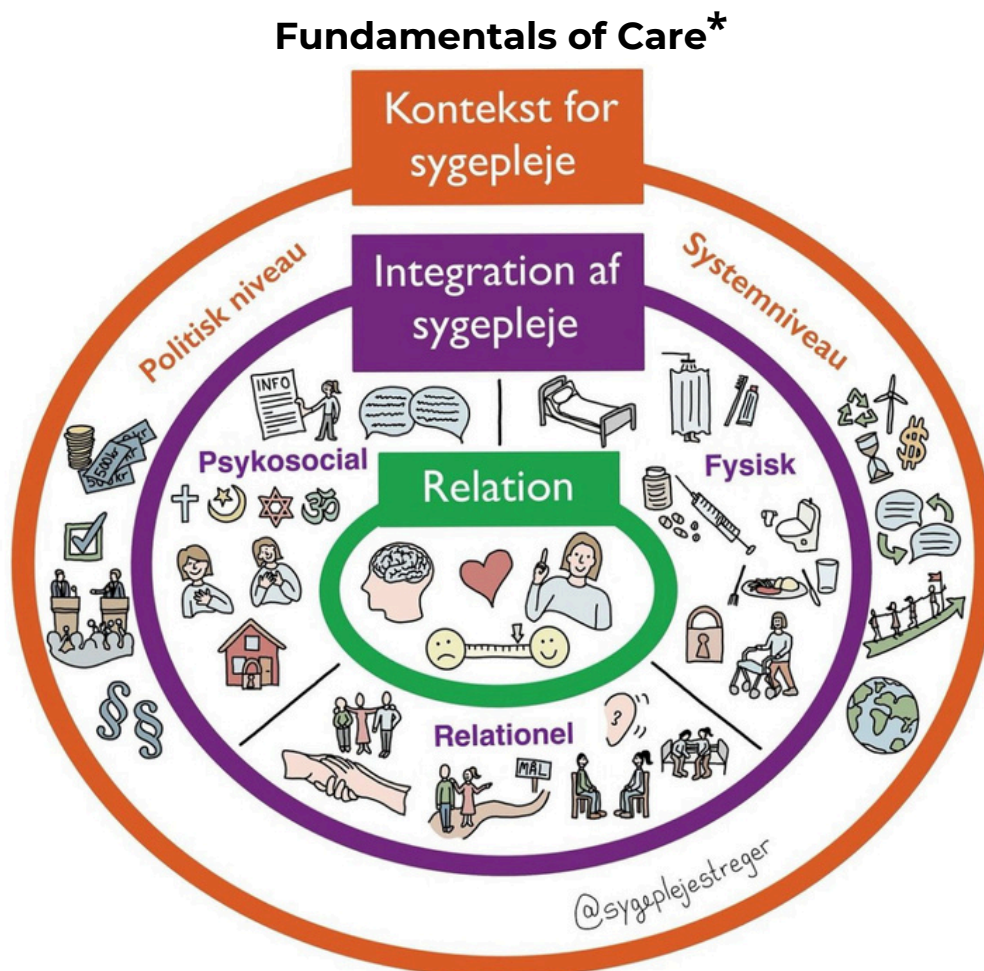 Fundamentals of Care*
Kontekst for
sygepleje
Politisk niveau
Systemniveau
Integration af
sygepleje
INFO
Psykosocial
Fysisk
Relation
500kr
Relationel
MÅL
@sygeplejestreger